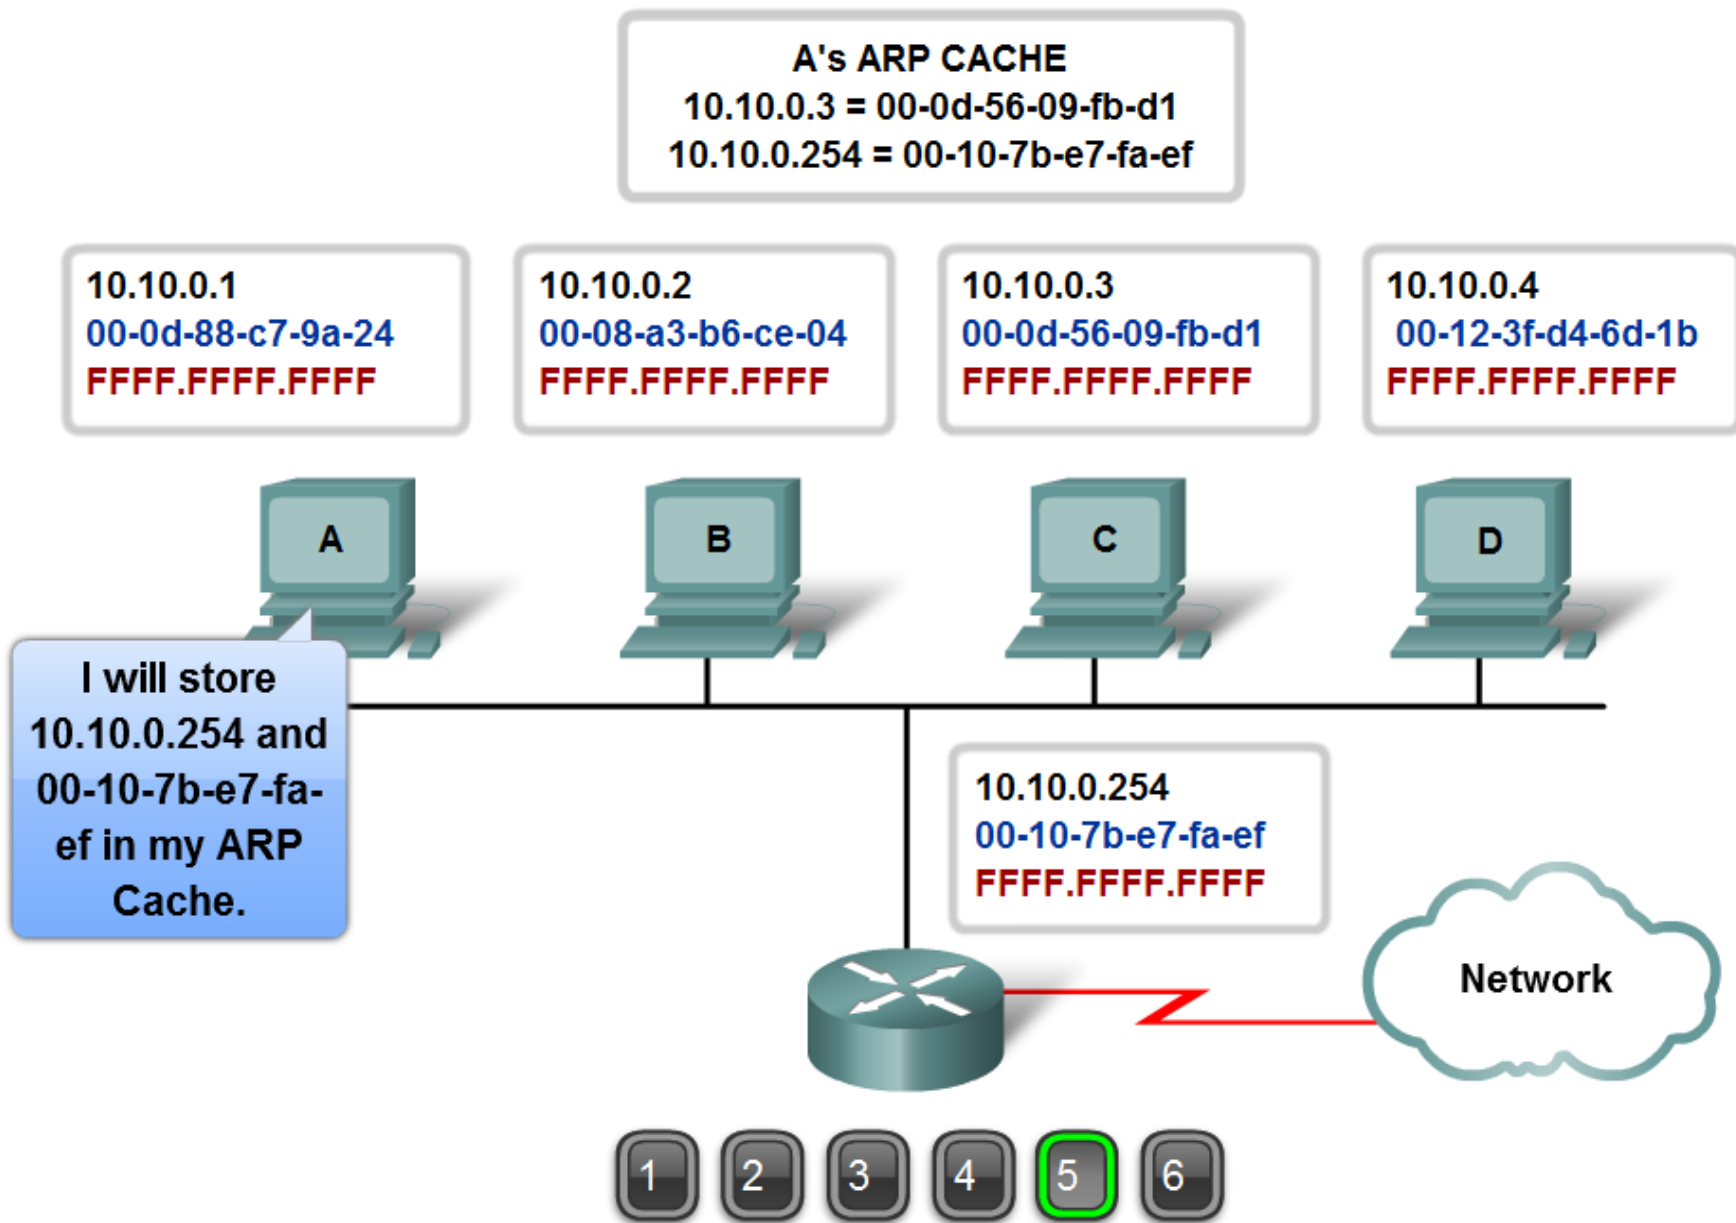 A's ARP CACHE
10.10.0.3 = 00-0d-56-09-fb-d1
10.10.0.254 = 00-10-7b-e7-fa-ef
10.10.0.1
00-0d-88-c7-9a-24
FFFF.FFFF.FFFF
10.10.0.2
00-08-a3-b6-ce-04
FFFF.FFFF.FFFF
10.10.0.3
00-0d-56-09-fb-d1
FFFF.FFFF.FFFF
10.10.0.4
00-12-3f-d4-6d-1b
FFFF.FFFF.FFFF
A
B
C
D
I will store
10.10.0.254 and
00-10-7b-e7-fa-
ef in my ARP
Cache.
10.10.0.254
00-10-7b-e7-fa-ef
FFFF.FFFF.FFFF
Network
1
2
3
4
5
6